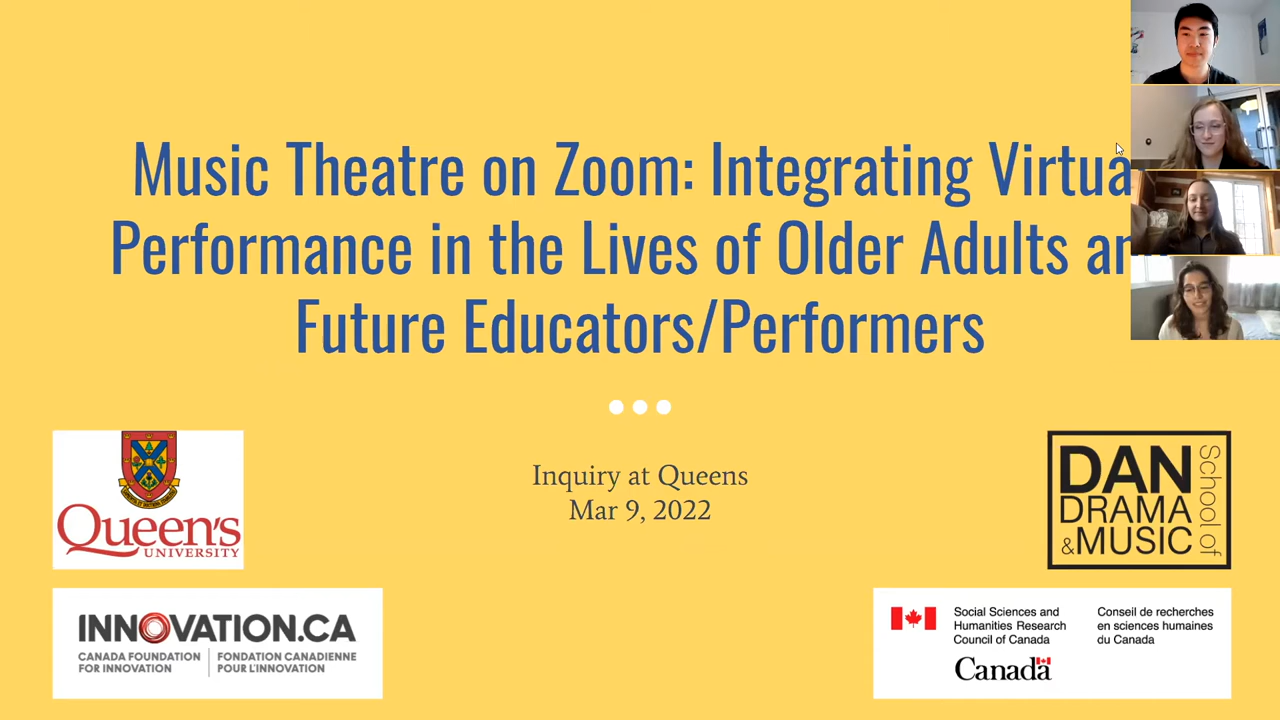 Music Theatre on Zoom: Integrating Virtua
Performance in the Lives of Older Adults an
Future Educators/Performers
Inquiry at Queens
Mar 9, 2022
Queen's
UNIVERSITY
DAN
DRAMA
&MUSIC
School of
INNOVATION.CA
CANADA FOUNDATION
FOR INNOVATION
FONDATION CANADIENNE
POUR L'INNOVATION
Social Sciences and
Humanities Research
Council of Canada
Conseil de recherches
en sciences humaines
du Canada
Canada